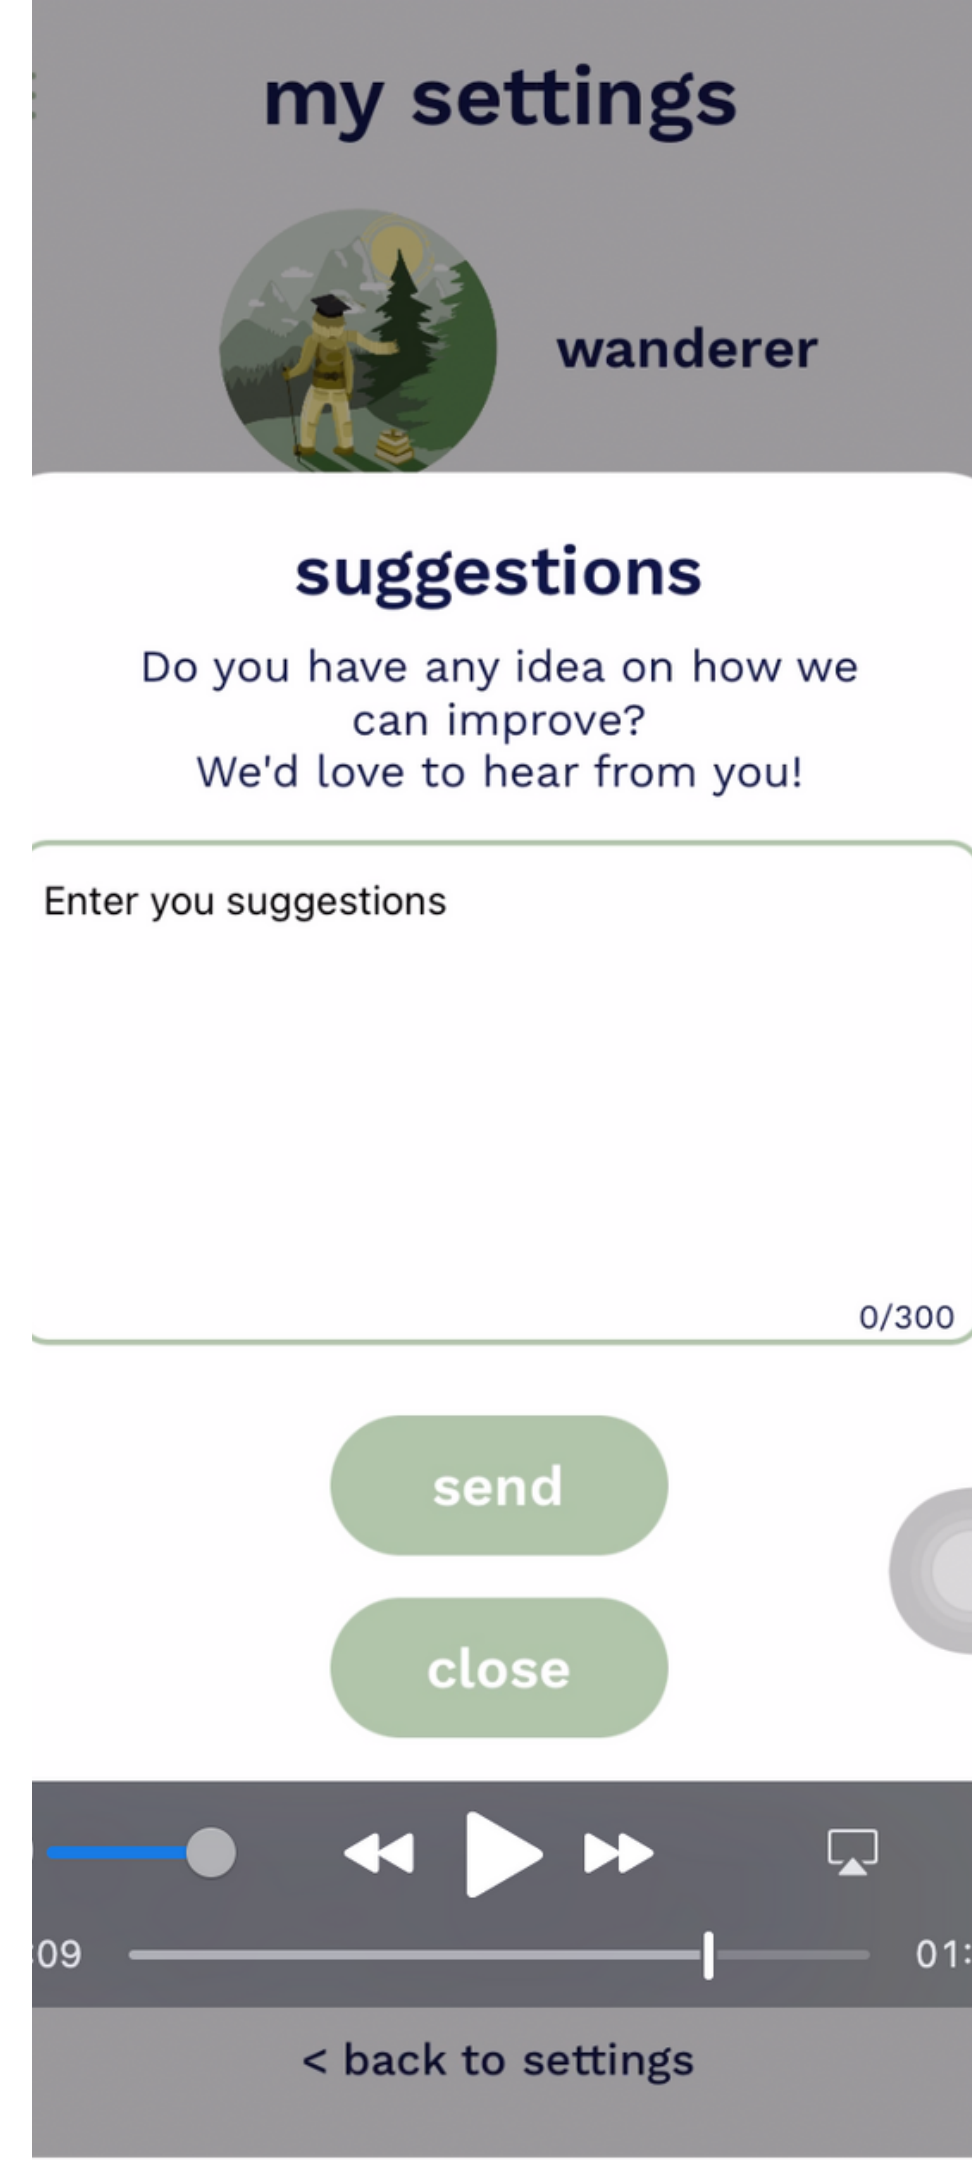 my settings
wanderer
suggestions
Do you have any idea on how we
can improve?
We'd love to hear from you!
Enter you suggestions
0/300
send
close
:09
01:
< back to settings